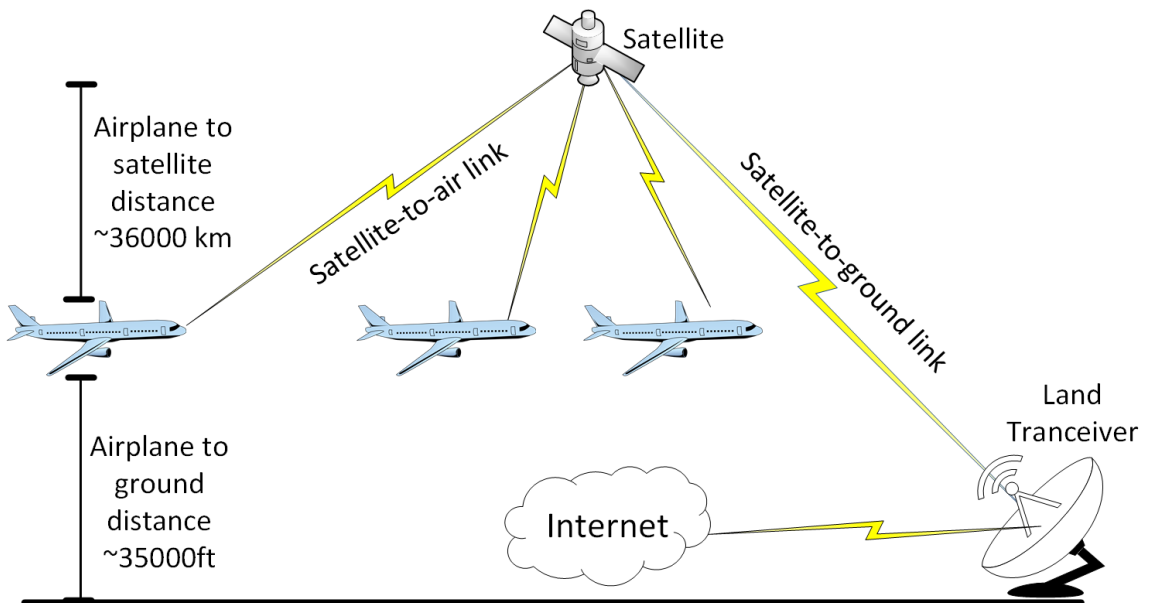 Satellite
Airplane to
satellite
distance
~36000 km
Satellite-to-air link
Satellite-to-ground link
Land
Tranceiver
Airplane to
ground
distance
~35000ft
Internet